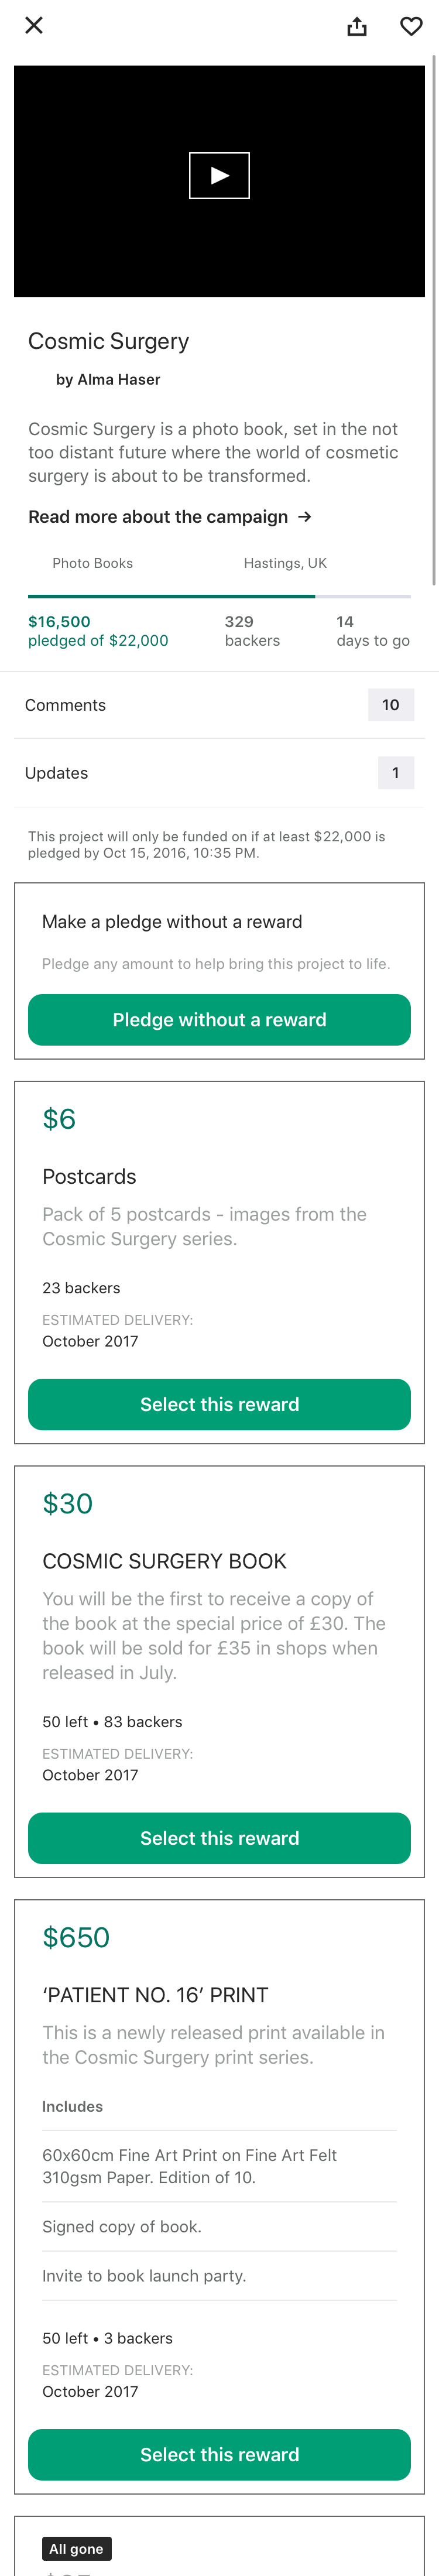 Cosmic Surgery
by Alma Haser
Cosmic Surgery is a photo book, set in the not
too distant future where the world of cosmetic
surgery is about to be transformed.
Read more about the campaign →
Photo Books Hastings, UK
$16,500 329 14
pledged of $22,000 backers days to go
Comments 10
Updates 1
This project will only be funded on if at least $22,000 is
pledged by Oct 15, 2016, 10:35 PM.
Make a pledge without a reward
Pledge any amount to help bring this project to life.
Pledge without a reward
$6
Postcards
Pack of 5 postcards - images from the
Cosmic Surgery series.
23 backers
ESTIMATED DELIVERY:
October 2017
Select this reward
$30
COSMIC SURGERY BOOK
You will be the first to receive a copy of
the book at the special price of £30. The
book will be sold for £35 in shops when
released in July.
50 left • 83 backers
ESTIMATED DELIVERY:
October 2017
Select this reward
$650
‘PATIENT NO. 16’ PRINT
This is a newly released print available in
the Cosmic Surgery print series.
Includes
60x60cm Fine Art Print on Fine Art Felt
310gsm Paper. Edition of 10.
Signed copy of book.
Invite to book launch party.
50 left • 3 backers
ESTIMATED DELIVERY:
October 2017
Select this reward
All gone